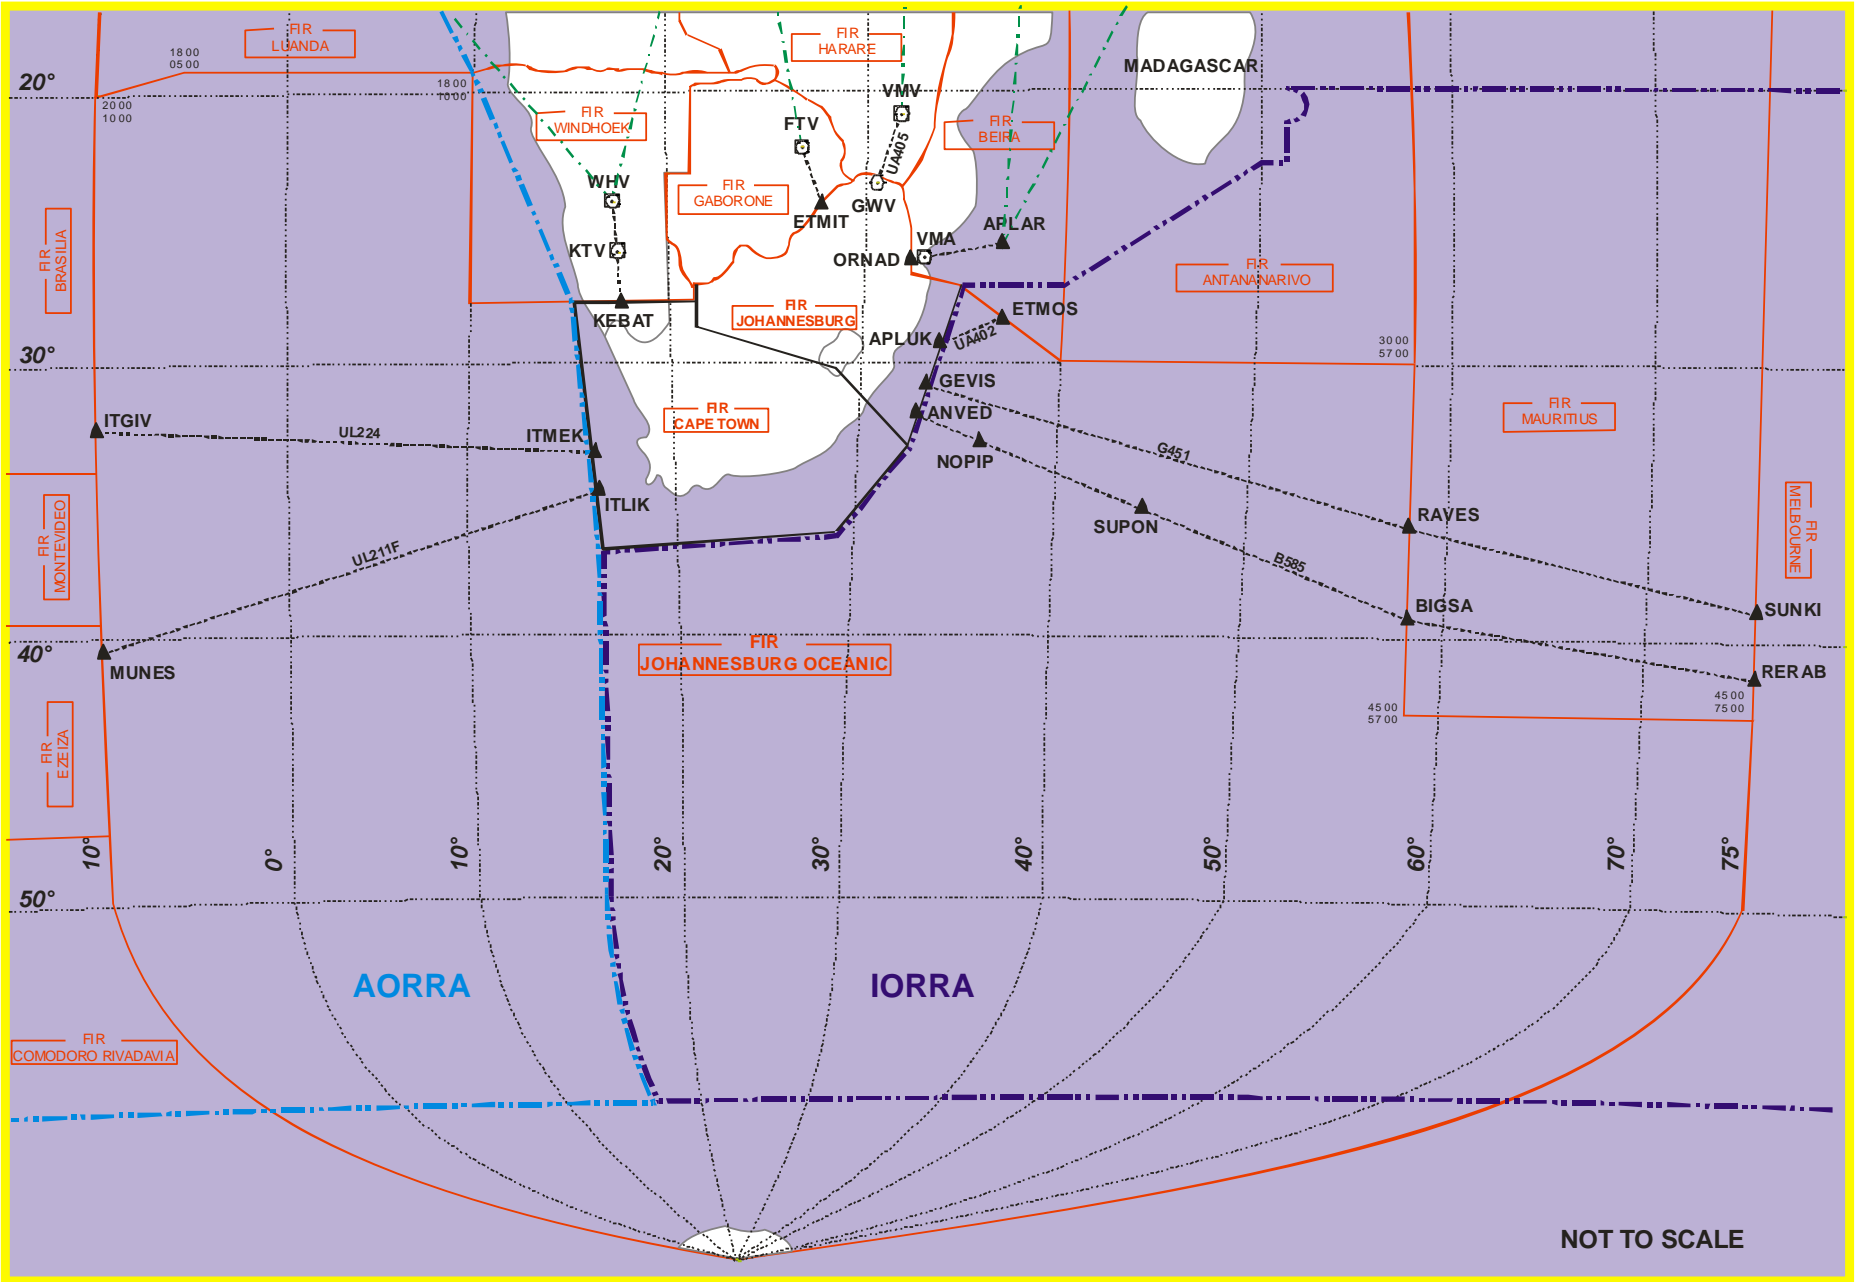 FIR
LUANDA
FIR
HARARE
1800
0500
MADAGASCAR
20°
2000
1000
1800
1000
VMV
FIR
WINDHOEK
FTV
FIR
BEIRA
UA405
WHV
FIR
GABORONE
GWV
ETMIT
APLAR
FIR
BRASILIA
KTV
VMA
ORNAD
FIR
ANTANANARIVO
KEBAT
FIR
JOHANNESBURG
ETMOS
APLUK
UA402
30°
3000
5700
GEVIS
ITGIV
UL224
ITMEK
FIR
CAPE TOWN
ANVED
FIR
MAURITIUS
NOPIP
G451
FIR
MONTEVIDEO
ITLIK
SUPON
RAVES
FIR
MELBOURNE
UL211F
B585
BIGSA
SUNKI
40°
MUNES
FIR
JOHANNESBURG OCEANIC
RERAB
4500
5700
4500
7500
FIR
EZEIZA
10°
0°
10°
20°
30°
40°
50°
60°
70°
75°
50°
AORRA
IORRA
FIR
COMODORO RIVADAVIA
NOT TO SCALE